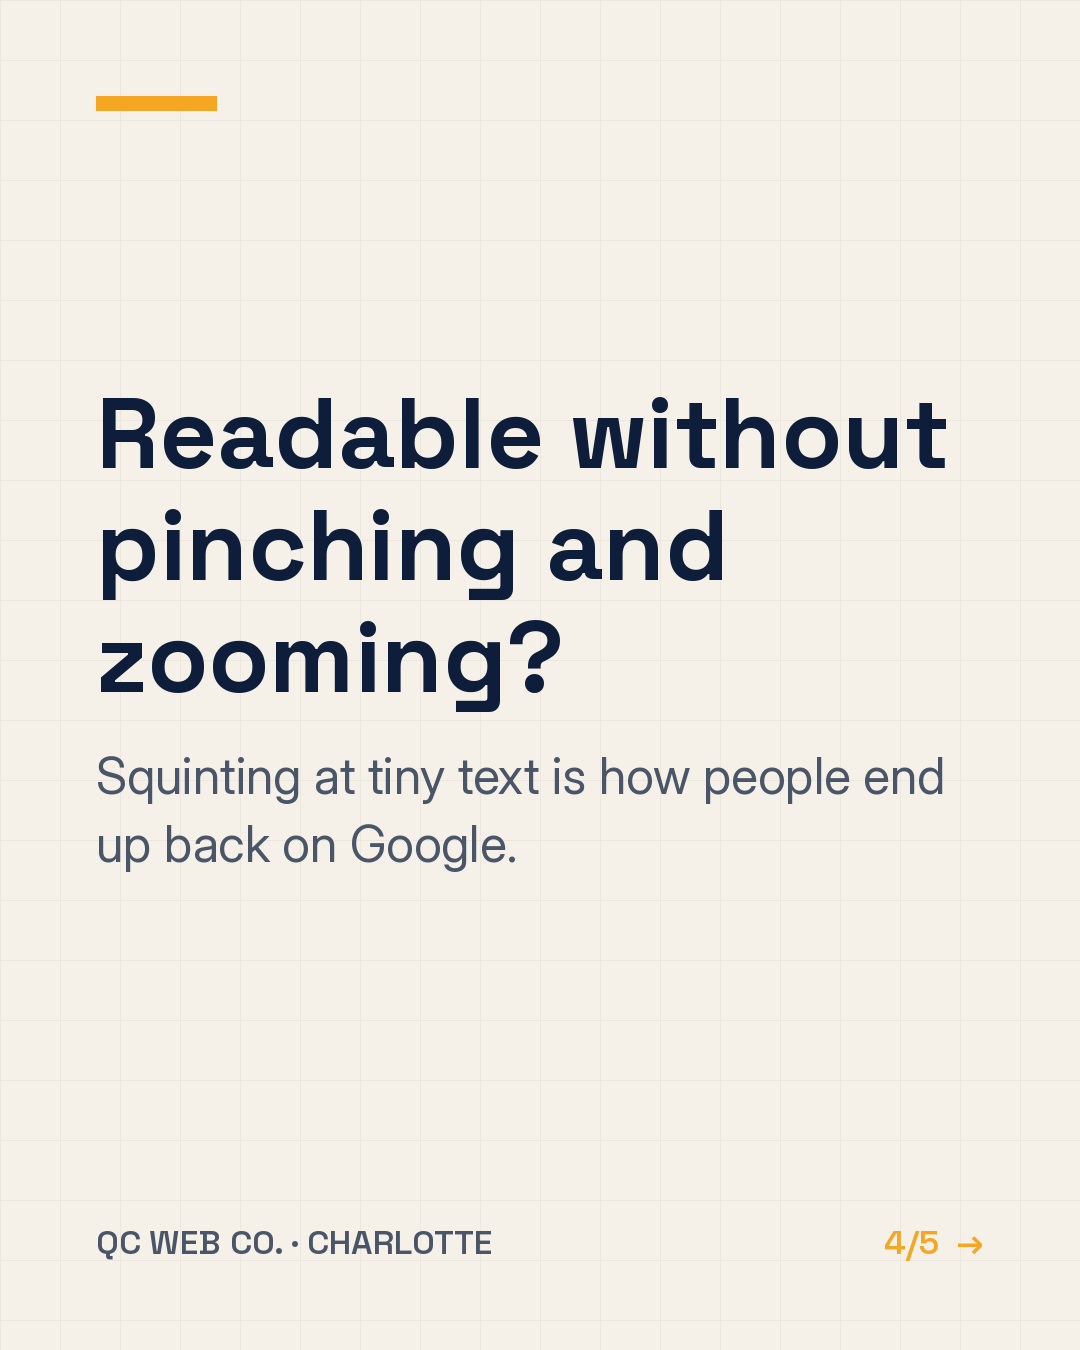 Readable without
pinching and
zooming?
Squinting at tiny text is how people end
up back on Google.
QC WEB CO. · CHARLOTTE
4/5 →